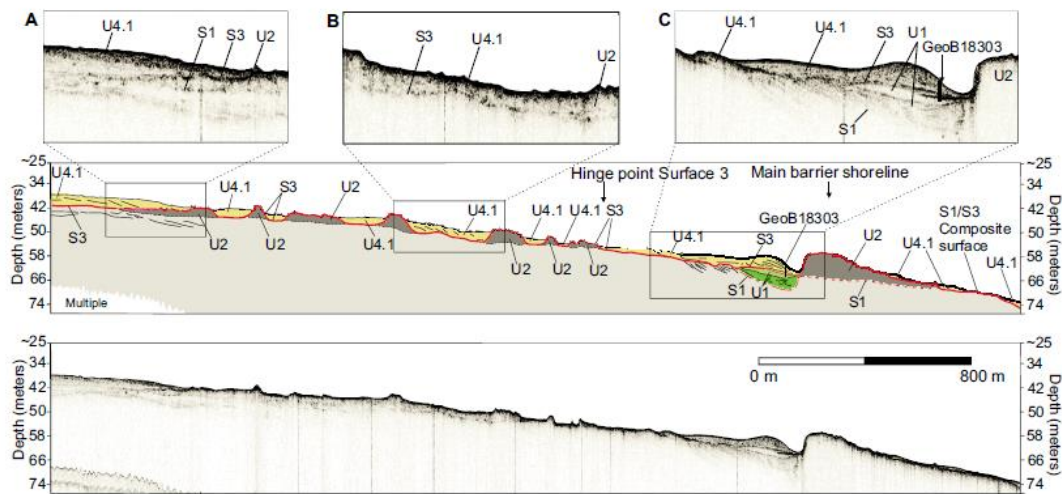 A
U4.1
S1
S3
U2
B
S3
U4.1
U2
C
U4.1
U4.1
S3
U1
GeoB18303
U2
S1
Hinge point Surface 3
Main barrier shoreline
~25
34
42
50
58
66
74
Depth (meters)
U4.1
S3
U2
U4.1
U2
S3
U2
U4.1
U4.1
U2
U4.1
U2
U4.1
U2
S3
U4.1
GeoB18303
S3
S1
U1
U2
S1
U4.1
S1/S3
Composite
surface
U4.1
Multiple
~25
34
42
50
58
66
74
Depth (meters)
~25
34
42
50
58
66
74
Depth (meters)
0 m
800 m
~25
34
42
50
58
66
74
Depth (meters)